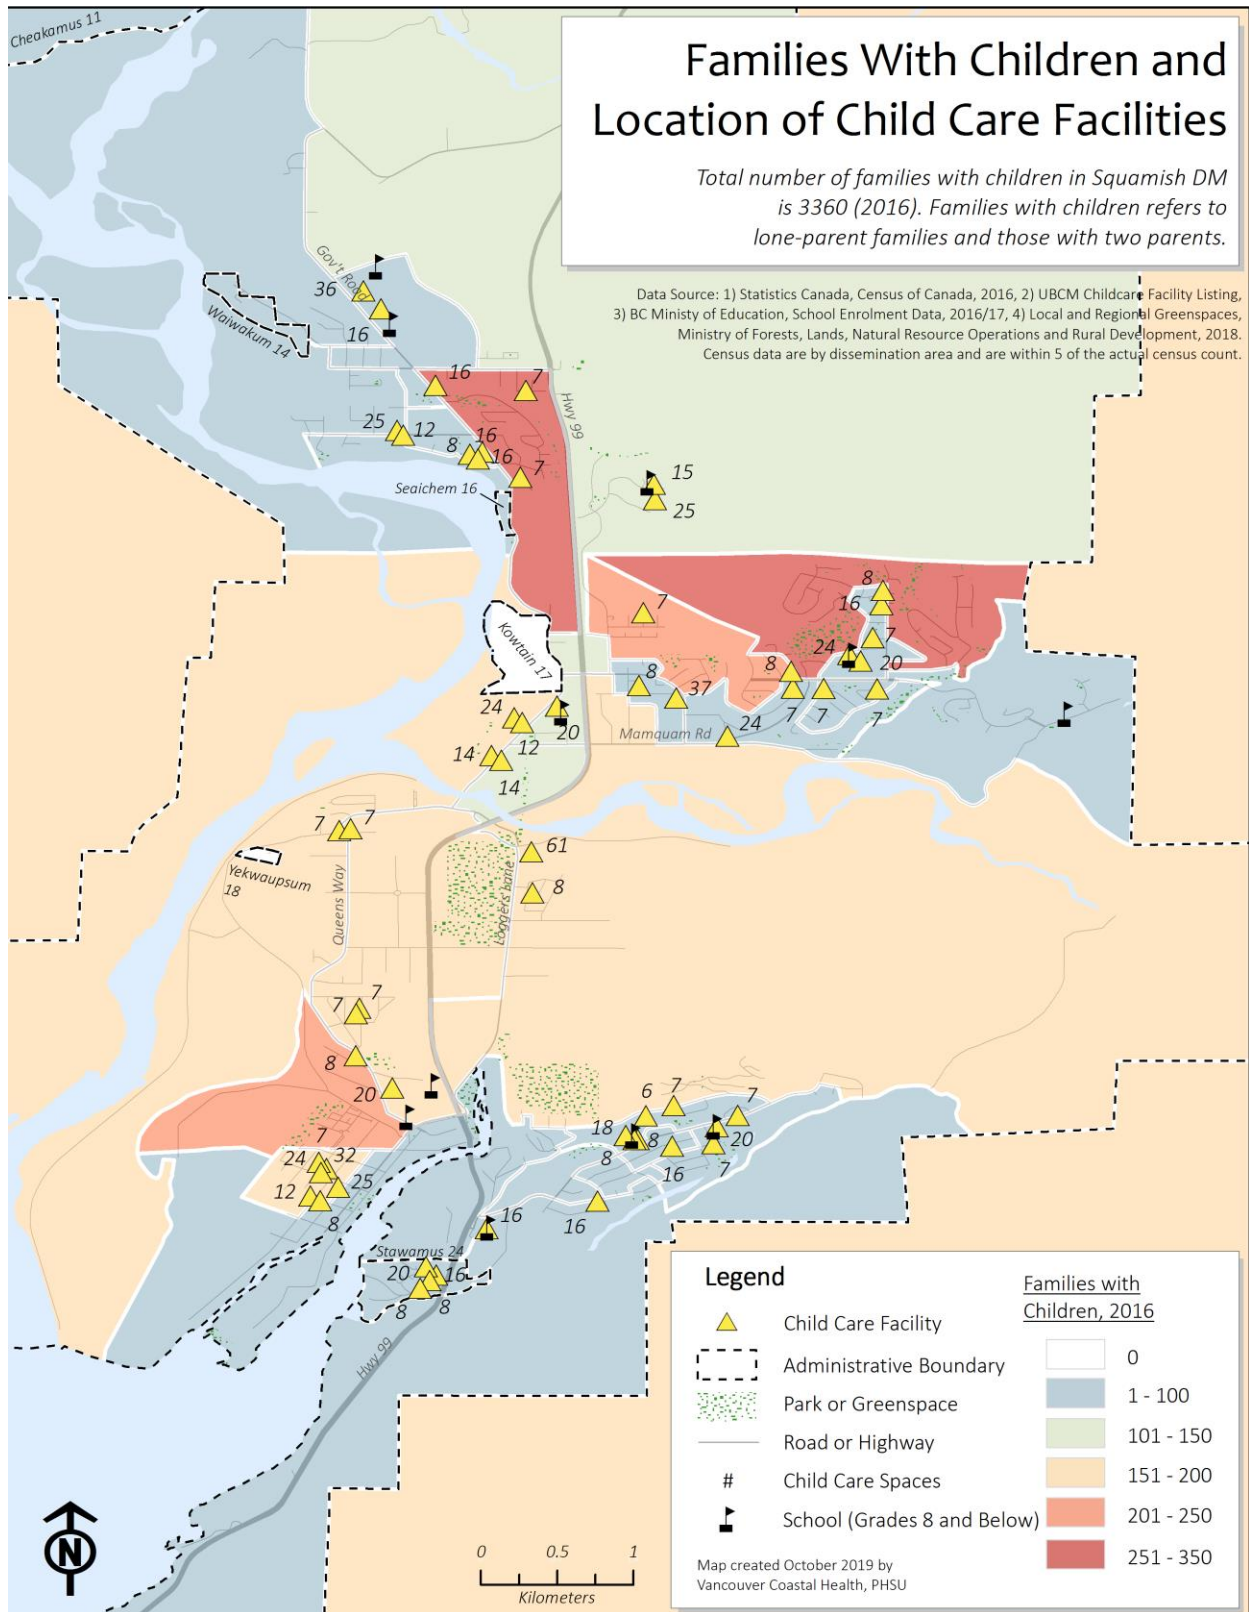 Cheakamus 11
Families With Children and
Location of Child Care Facilities
Total number of families with children in Squamish DM
is 3360 (2016). Families with children refers to
lone-parent families and those with two parents.
Data Source: 1) Statistics Canada, Census of Canada, 2016, 2) UBCM Childcare Facility Listing,
3) BC Ministy of Education, School Enrolment Data, 2016/17, 4) Local and Regional Greenspaces,
Ministry of Forests, Lands, Natural Resource Operations and Rural Development, 2018.
Census data are by dissemination area and are within 5 of the actual census count.
Gov't Road
36
Waiwakum 14
16
16
7
Hwy 99
25
12
16
8
16
7
Seaichem 16
15
25
8
16
7
Kowtain 17
7
24
20
8
8
37
7
7
7
24
24
12
20
Mamquam Rd
14
14
7
7
61
Yekwaupsum
18
Queens Way
Loggers Lane
8
7
7
8
20
6
7
7
18
8
8
20
16
7
7
24
32
25
12
8
16
16
Stawamus 24
20
16
8
8
Hwy 99
Legend
Child Care Facility
Administrative Boundary
Park or Greenspace
Road or Highway
#
Child Care Spaces
School (Grades 8 and Below)
Map created October 2019 by
Vancouver Coastal Health, PHSU
Families with
Children, 2016
0
1 - 100
101 - 150
151 - 200
201 - 250
251 - 350
N
0
0.5
1
Kilometers